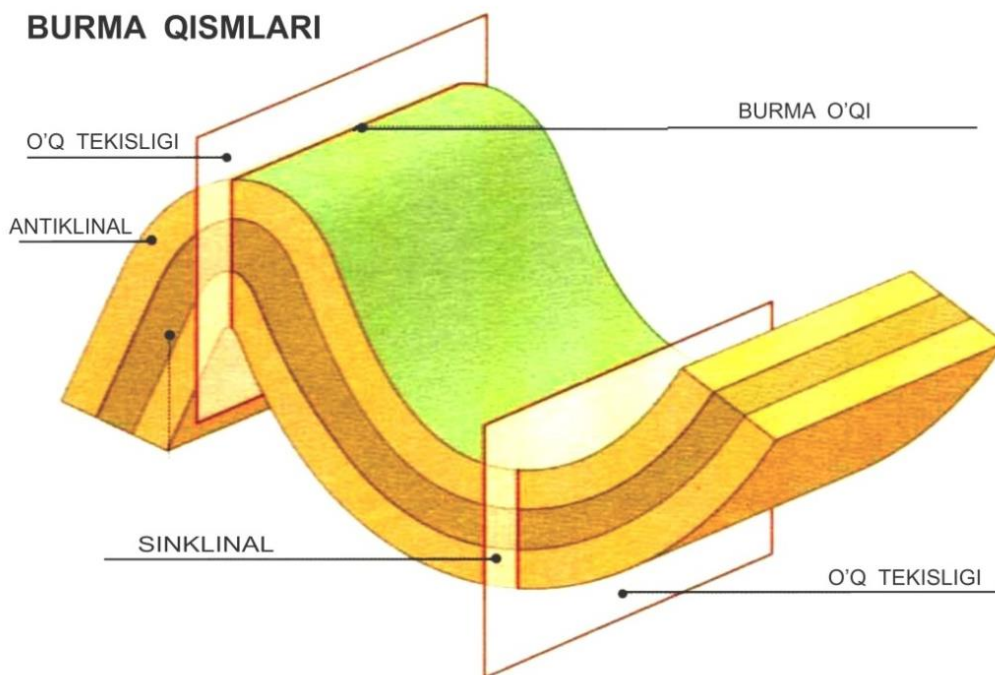 BURMA QISMLARI
BURMA O'QI
O'Q TEKISLIGI
ANTIKLINAL
SINKLINAL
O'Q TEKISLIGI